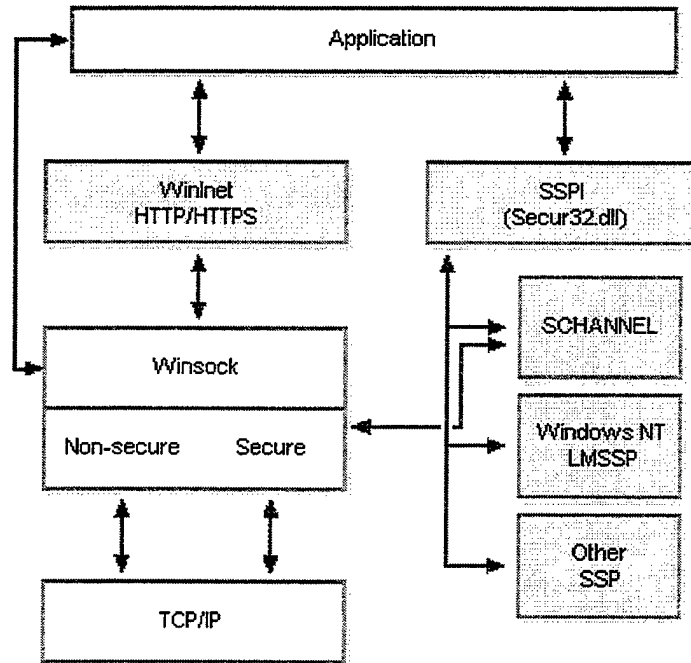 Application
WinInet
HTTP/HTTPS
SSPI
(Secur32.dll)
SCHANNEL
Winsock
Non-secure Secure
Windows NT
LMSSP
Other
SSP
TCP/IP